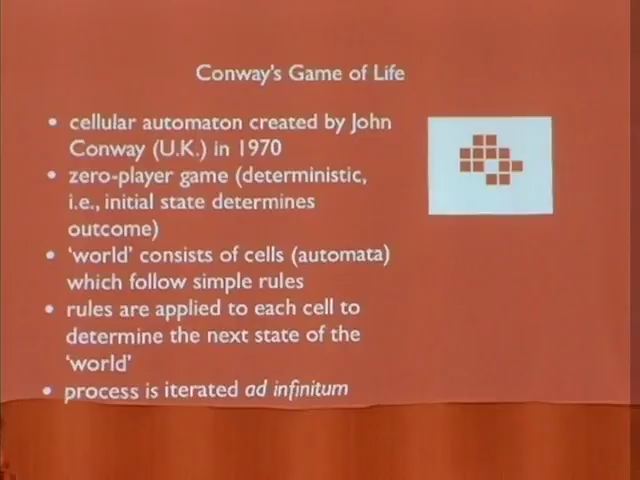 Conway's Game of Life
• cellular automaton created by John
Conway (U.K.) in 1970
• zero-player game (deterministic,
i.e., initial state determines
outcome)
• 'world' consists of cells (automata)
which follow simple rules
• rules are applied to each cell to
determine the next state of the
'world'
• process is iterated ad infinitum